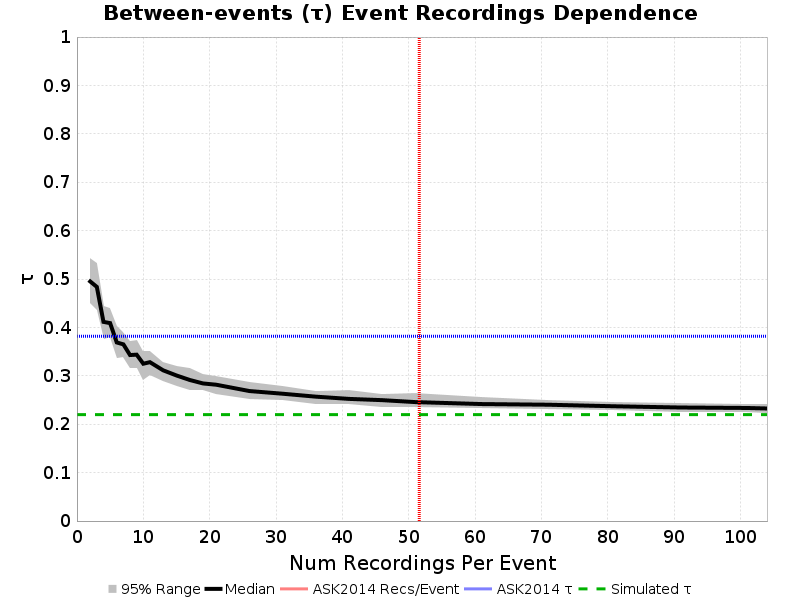 Between-events (τ) Event Recordings Dependence
1
0.9
0.8
0.7
0.6
0.5
0.4
0.3
0.2
0.1
0
τ
0 10 20 30 40 50 60 70 80 90 100
Num Recordings Per Event
95% Range Median ASK2014 Recs/Event ASK2014 τ Simulated τ